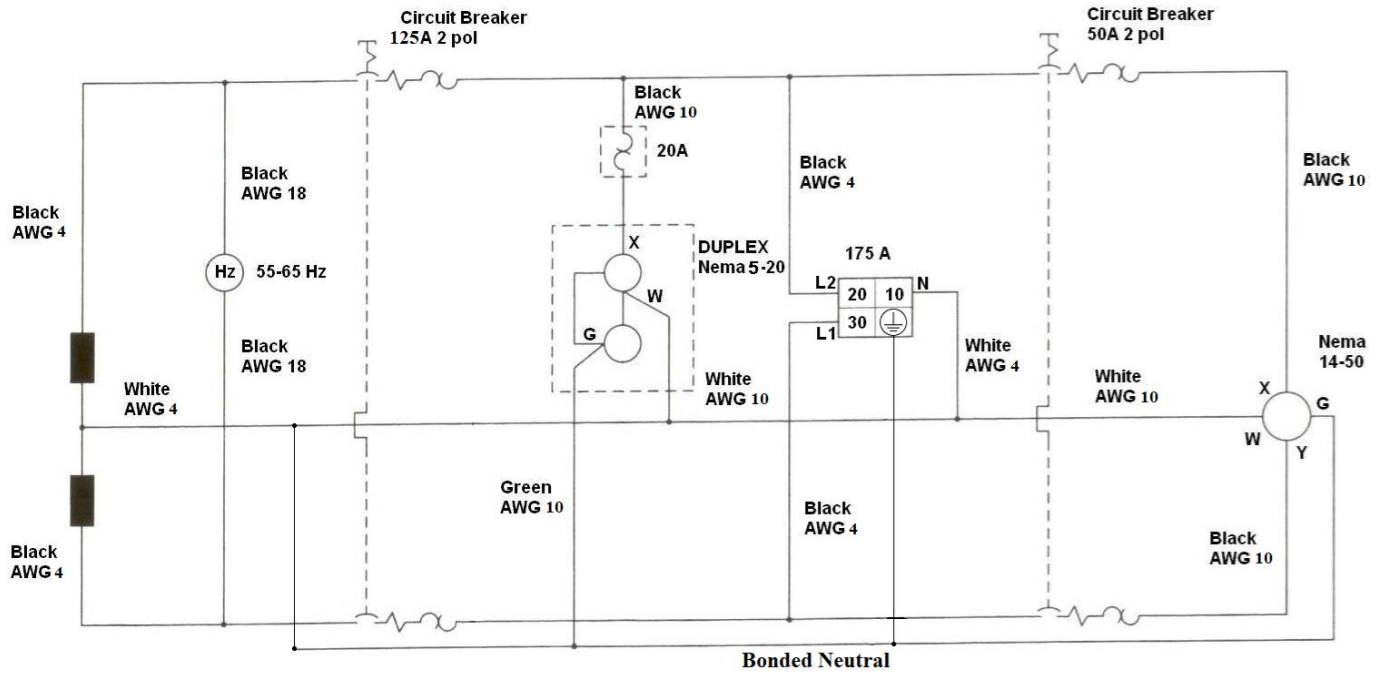 Circuit Breaker
125A 2 pol
Circuit Breaker
50A 2 pol
Black
AWG 10
20A
Black
AWG 18
Black
AWG 4
Black
AWG 10
Black
AWG 4
X
DUPLEX
Nema 5-20
175 A
Hz
55-65 Hz
W
L2
20
10
N
L1
30
G
Black
AWG 18
White
AWG 4
Nema
14-50
White
AWG 4
White
AWG 10
White
AWG 10
X
G
W
Y
Green
AWG 10
Black
AWG 4
Black
AWG 10
Black
AWG 4
Bonded Neutral